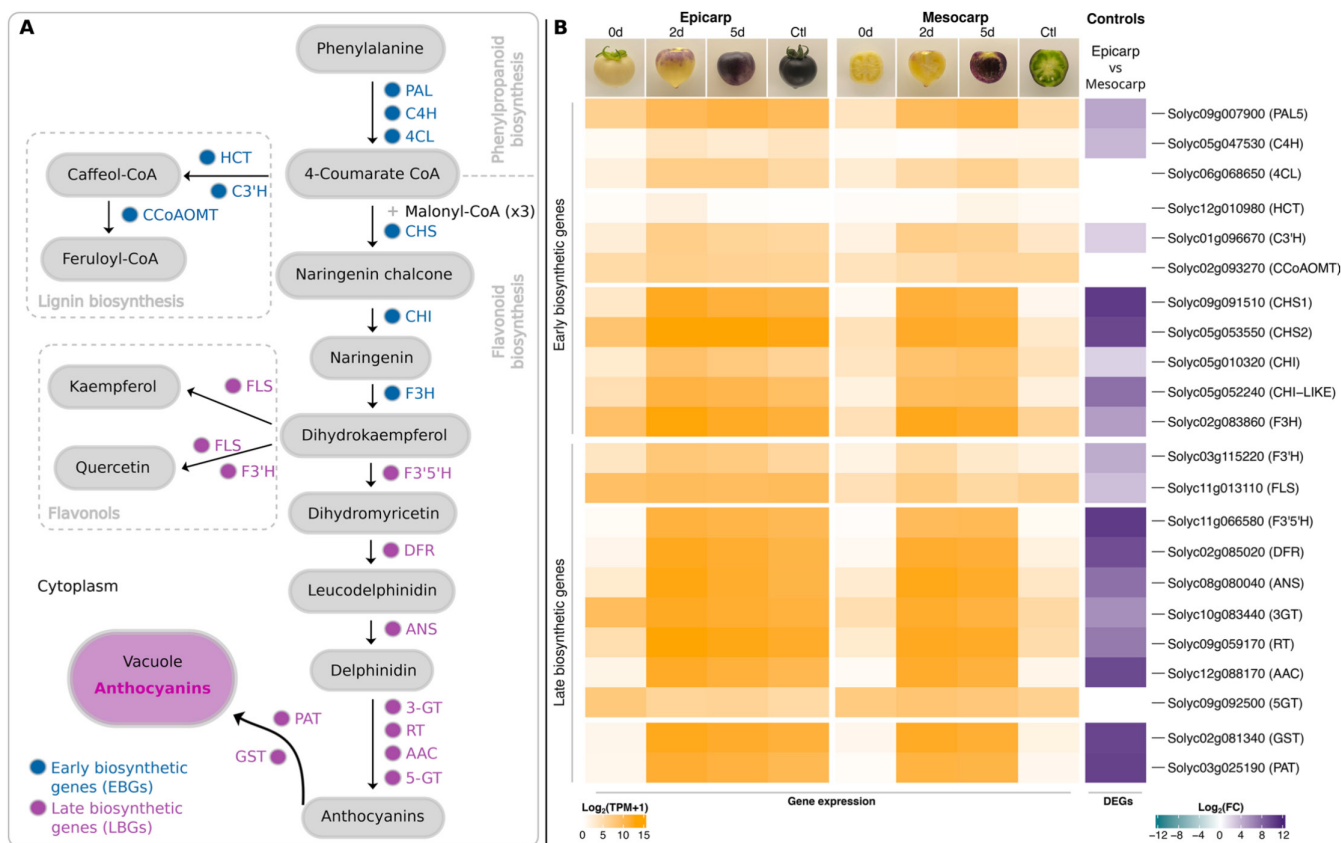 A
Phenylalanine
PAL
C4H
4CL
Phenylpropanoid
biosynthesis
HCT
Caffeol-CoA
C3'H
4-Coumarate CoA
CCoAOMT
+ Malonyl-CoA (x3)
CHS
Feruloyl-CoA
Naringenin chalcone
Lignin biosynthesis
CHI
Flavonoid
biosynthesis
Naringenin
Kaempferol
FLS
F3H
Dihydrokaempferol
FLS
Quercetin
F3'H
F3'5'H
Flavonols
Dihydromyricetin
DFR
Cytoplasm
Leucodelphinidin
ANS
Vacuole
Anthocyanins
Delphinidin
PAT
3-GT
RT
GST
AAC
5-GT
Early biosynthetic
genes (EBGs)
Late biosynthetic
genes (LBGs)
Anthocyanins
B
Epicarp
Mesocarp
Controls
0d 2d 5d Ctl
0d 2d 5d Ctl
Epicarp
vs
Mesocarp
Early biosynthetic genes
Solyc09g007900 (PAL5)
Solyc05g047530 (C4H)
Solyc06g068650 (4CL)
Solyc12g010980 (HCT)
Solyc01g096670 (C3'H)
Solyc02g093270 (CCoAOMT)
Solyc09g091510 (CHS1)
Solyc05g053550 (CHS2)
Solyc05g010320 (CHI)
Solyc05g052240 (CHI−LIKE)
Solyc02g083860 (F3H)
Late biosynthetic genes
Solyc03g115220 (F3'H)
Solyc11g013110 (FLS)
Solyc11g066580 (F3'5'H)
Solyc02g085020 (DFR)
Solyc08g080040 (ANS)
Solyc10g083440 (3GT)
Solyc09g059170 (RT)
Solyc12g088170 (AAC)
Solyc09g092500 (5GT)
Solyc02g081340 (GST)
Solyc03g025190 (PAT)
Gene expression
DEGs
Log₂(TPM+1)
0 5 10 15
Log₂(FC)
−12 −8 −4 0 4 8 12